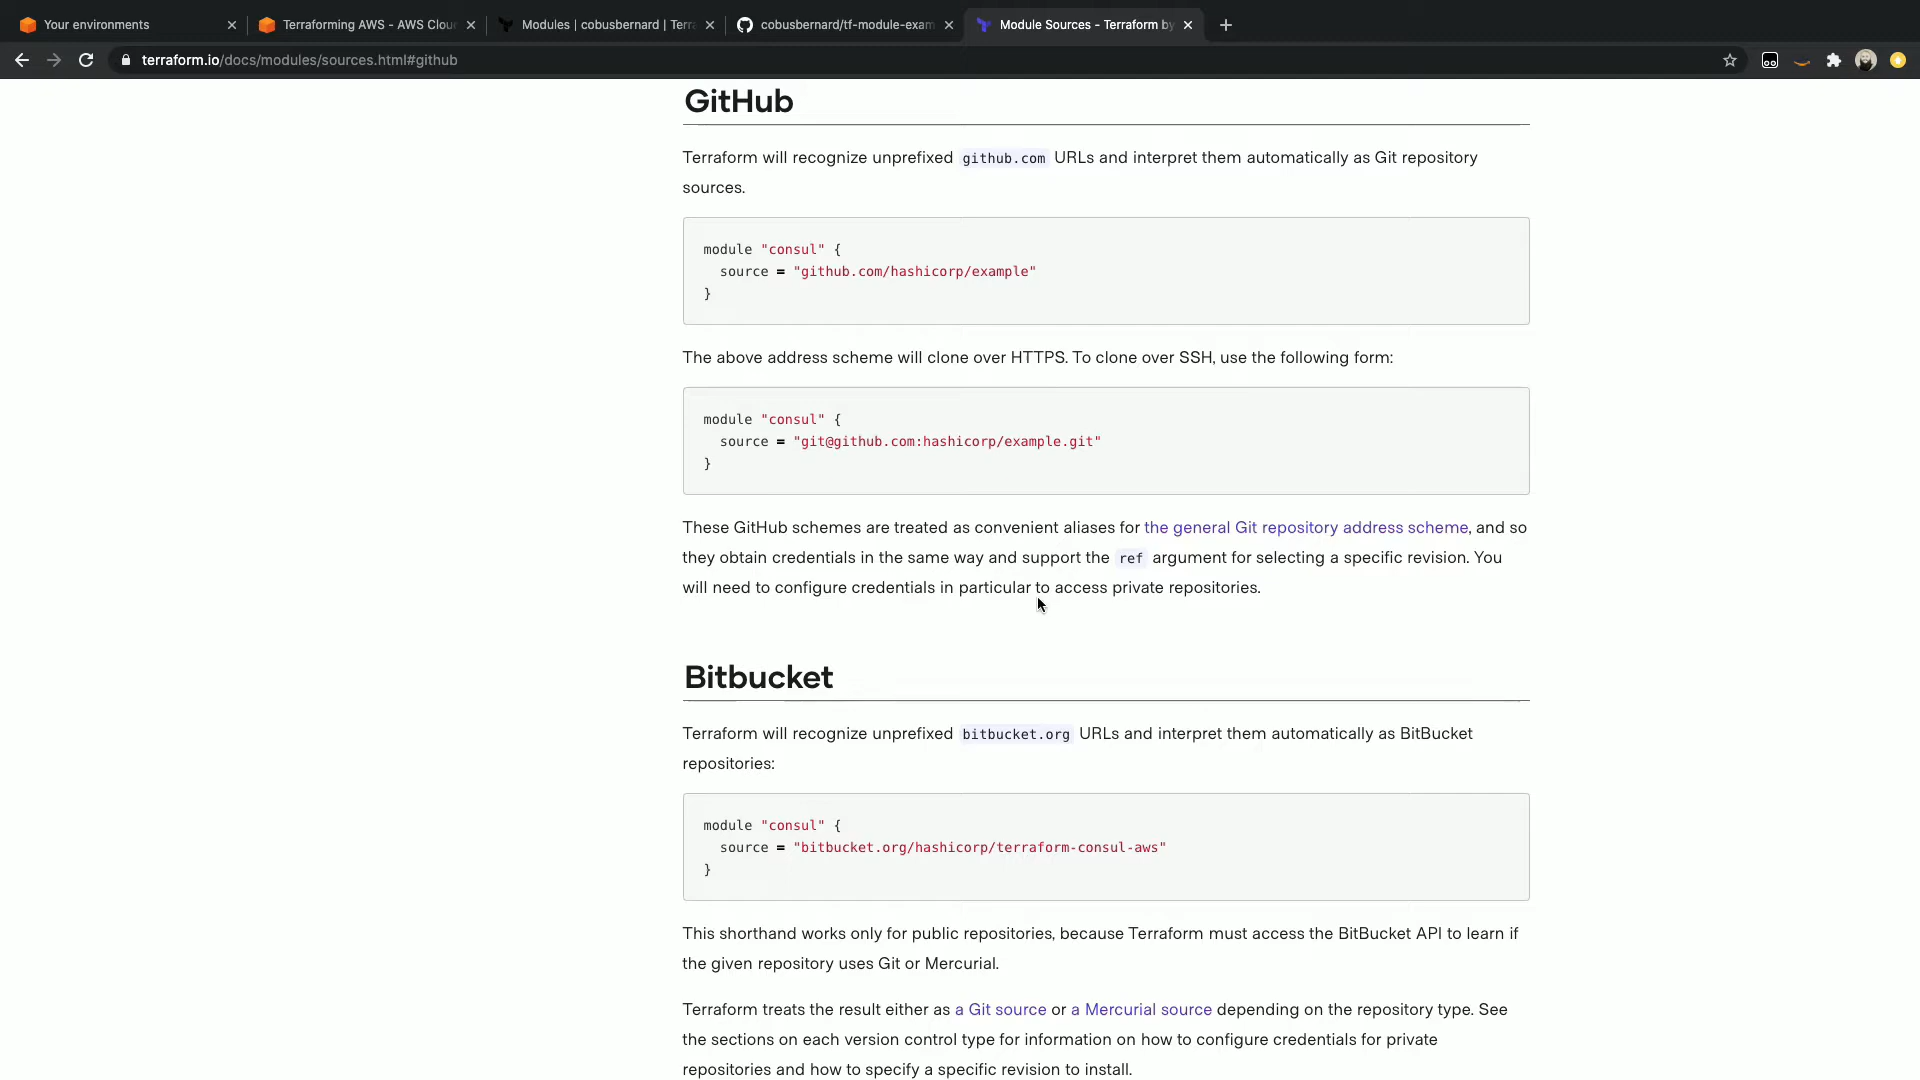 Your environments
Terraforming AWS - AWS Clou
Modules | cobusbernard | Terra
cobusbernard/tf-module-exam
Module Sources - Terraform by
terraform.io/docs/modules/sources.html#github
GitHub
Terraform will recognize unprefixed github.com URLs and interpret them automatically as Git repository
sources.
module "consul" {
source = "github.com/hashicorp/example"
}
The above address scheme will clone over HTTPS. To clone over SSH, use the following form:
module "consul" {
source = "git@github.com:hashicorp/example.git"
}
These GitHub schemes are treated as convenient aliases for the general Git repository address scheme, and so
they obtain credentials in the same way and support the ref argument for selecting a specific revision. You
will need to configure credentials in particular to access private repositories.
Bitbucket
Terraform will recognize unprefixed bitbucket.org URLs and interpret them automatically as BitBucket
repositories:
module "consul" {
source = "bitbucket.org/hashicorp/terraform-consul-aws"
}
This shorthand works only for public repositories, because Terraform must access the BitBucket API to learn if
the given repository uses Git or Mercurial.
Terraform treats the result either as a Git source or a Mercurial source depending on the repository type. See
the sections on each version control type for information on how to configure credentials for private
repositories and how to specify a specific revision to install.